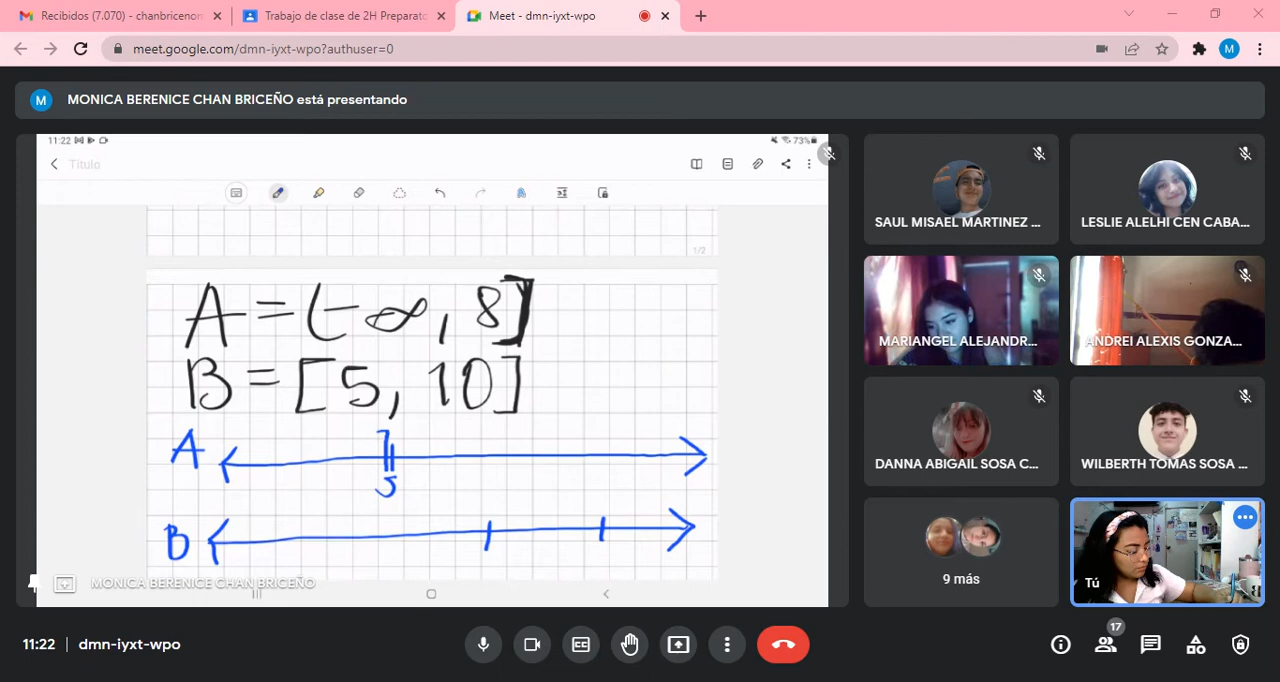 Recibidos (7.070) - chanbricenom
Trabajo de clase de 2H Preparato
Meet - dmn-iyxt-wpo
meet.google.com/dmn-iyxt-wpo?authuser=0
M
M
MONICA BERENICE CHAN BRICEÑO está presentando
11:22
73%
Título
1/2
A = (-∞, 8]
B = [5, 10]
A
]
5
B
MONICA BERENICE CHAN BRICEÑO
SAUL MISAEL MARTINEZ ...
LESLIE ALELHI CEN CABA...
MARIANGEL ALEJANDR...
ANDREI ALEXIS GONZA...
DANNA ABIGAIL SOSA C...
WILBERTH TOMAS SOSA ...
9 más
Tú
11:22 | dmn-iyxt-wpo
CC
17